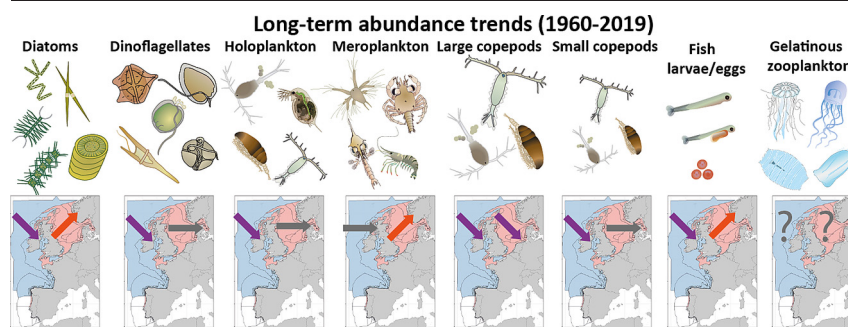 Long-term abundance trends (1960-2019)
Diatoms
Dinoflagellates
Holoplankton
Meroplankton
Large copepods
Small copepods
Fish
larvae/eggs
Gelatinous
zooplankton
? ?